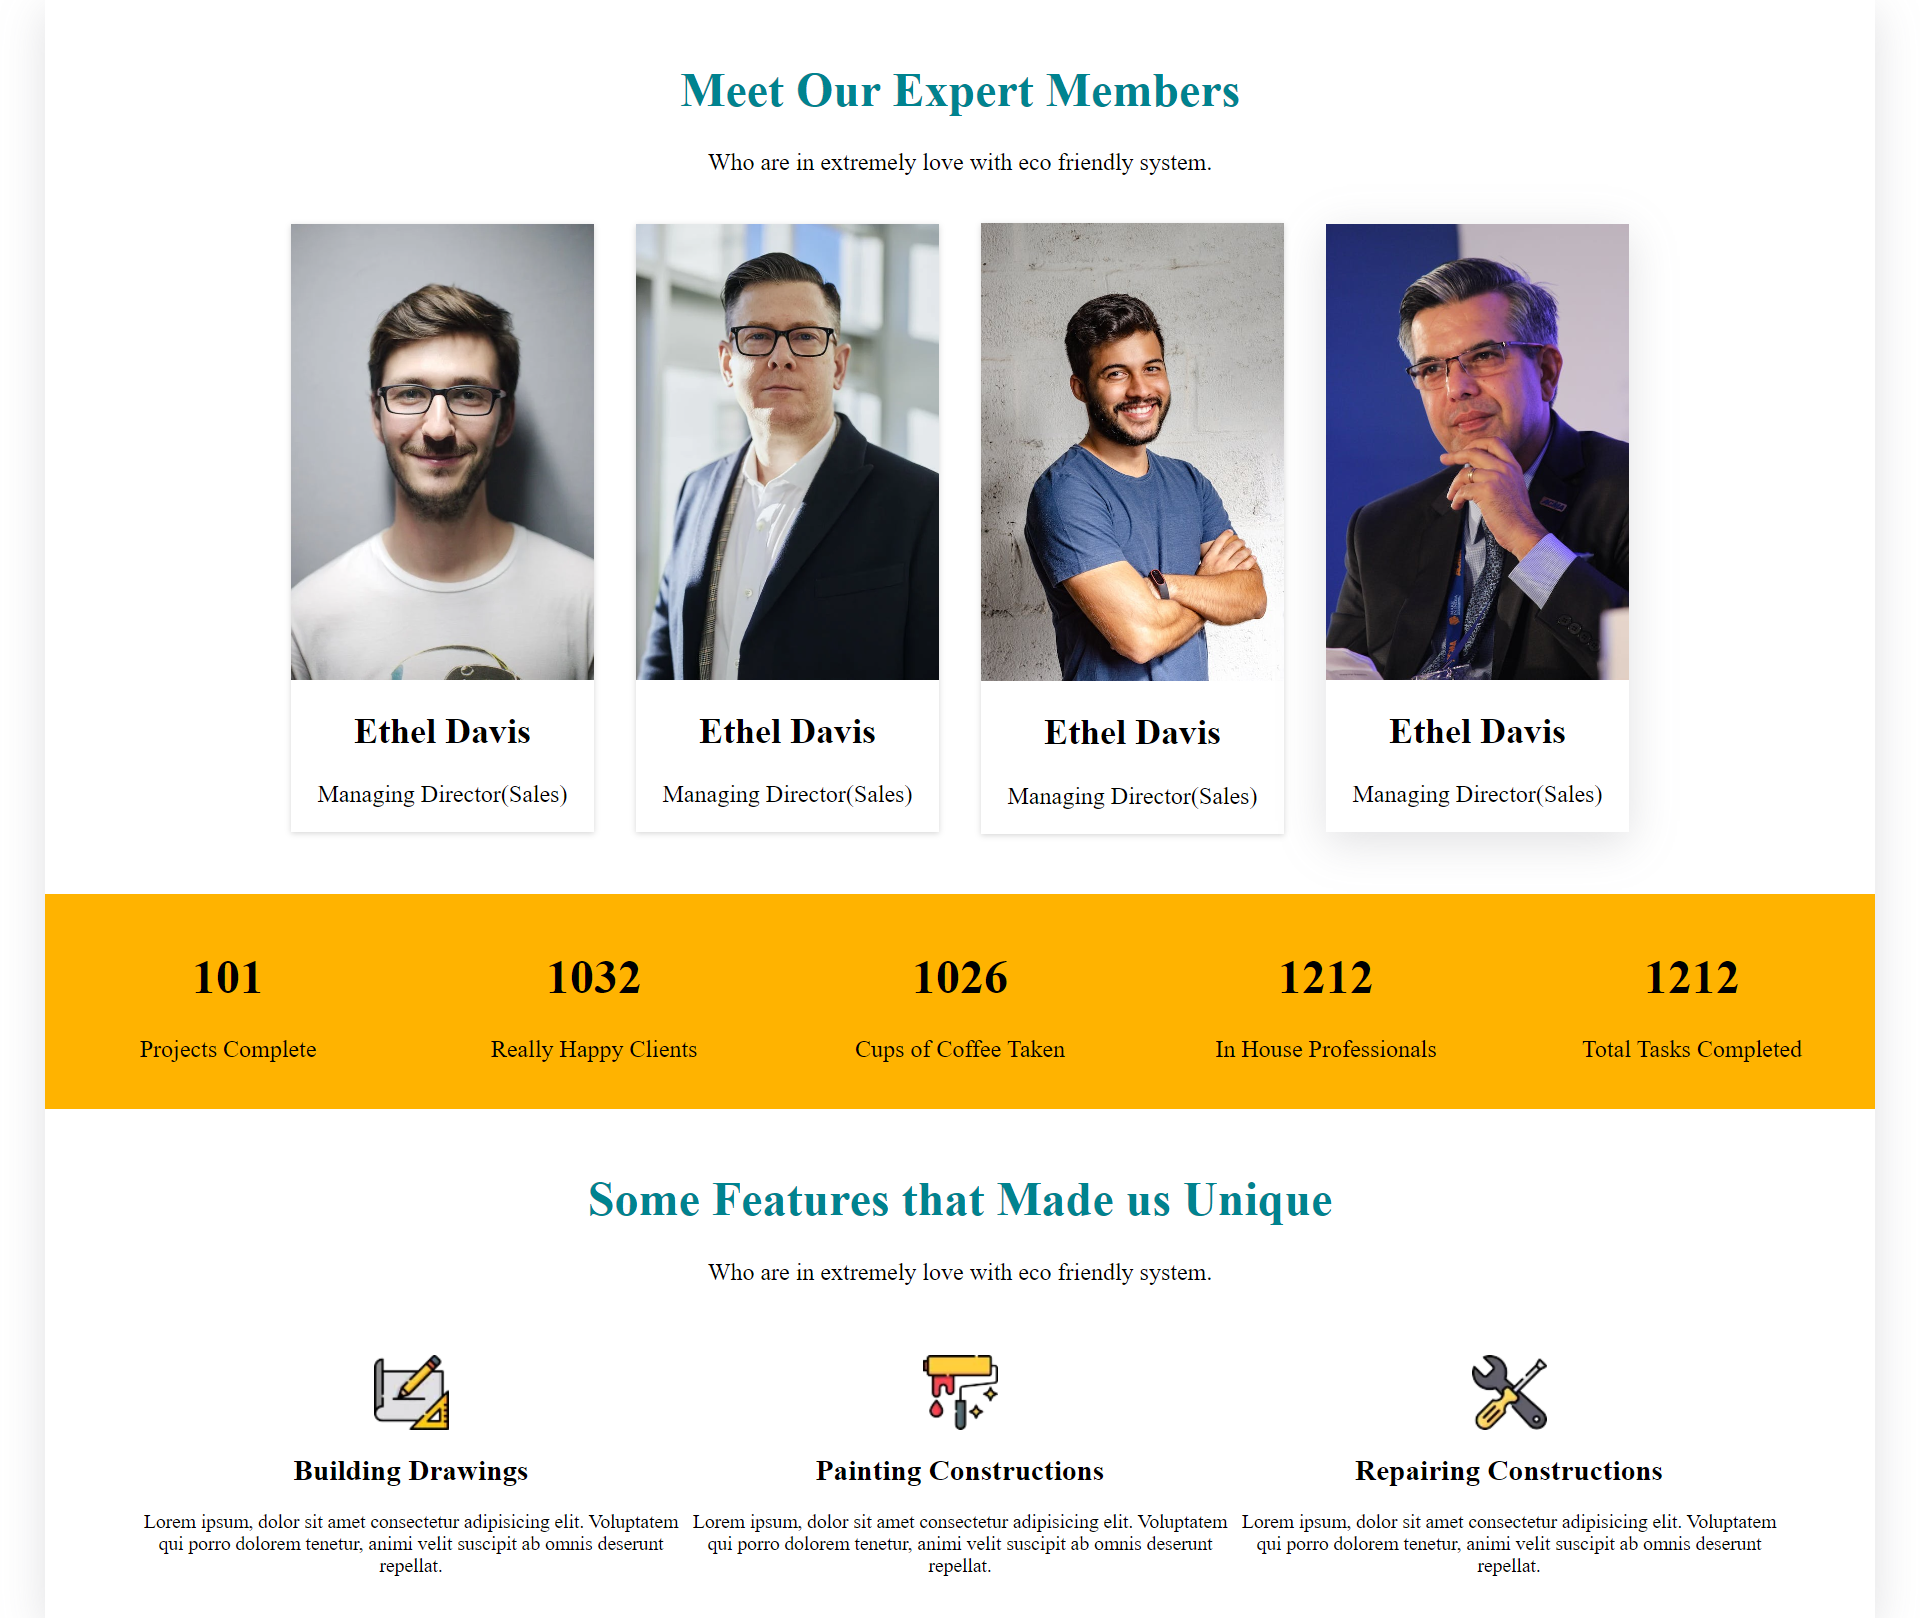 Meet Our Expert Members
Who are in extremely love with eco friendly system.
Ethel Davis
Managing Director(Sales)
Ethel Davis
Managing Director(Sales)
Ethel Davis
Managing Director(Sales)
Ethel Davis
Managing Director(Sales)
101
Projects Complete
1032
Really Happy Clients
1026
Cups of Coffee Taken
1212
In House Professionals
1212
Total Tasks Completed
Some Features that Made us Unique
Who are in extremely love with eco friendly system.
Building Drawings
Lorem ipsum, dolor sit amet consectetur adipisicing elit. Voluptatem
qui porro dolorem tenetur, animi velit suscipit ab omnis deserunt
repellat.
Painting Constructions
Lorem ipsum, dolor sit amet consectetur adipisicing elit. Voluptatem
qui porro dolorem tenetur, animi velit suscipit ab omnis deserunt
repellat.
Repairing Constructions
Lorem ipsum, dolor sit amet consectetur adipisicing elit. Voluptatem
qui porro dolorem tenetur, animi velit suscipit ab omnis deserunt
repellat.